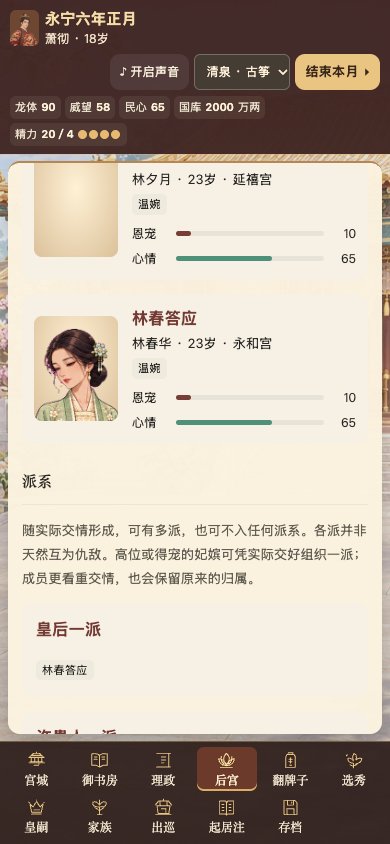 永宁六年正月
萧彻 · 18岁
♪ 开启声音
清泉 · 古筝
结束本月
龙体 90
威望 58
民心 65
国库 2000 万两
精力 20 / 4
林夕月 · 23岁 · 延禧宫
温婉
恩宠 10
心情 65
林春答应
林春华 · 23岁 · 永和宫
温婉
恩宠 10
心情 65
派系
随实际交情形成，可有多派，也可不入任何派系。各派并非
天然互为仇敌。高位或得宠的妃嫔可凭实际交好组织一派；
成员更看重交情，也会保留原来的归属。
皇后一派
林春答应
宫城
御书房
理政
后宫
翻牌子
选秀
皇嗣
家族
出巡
起居注
存档